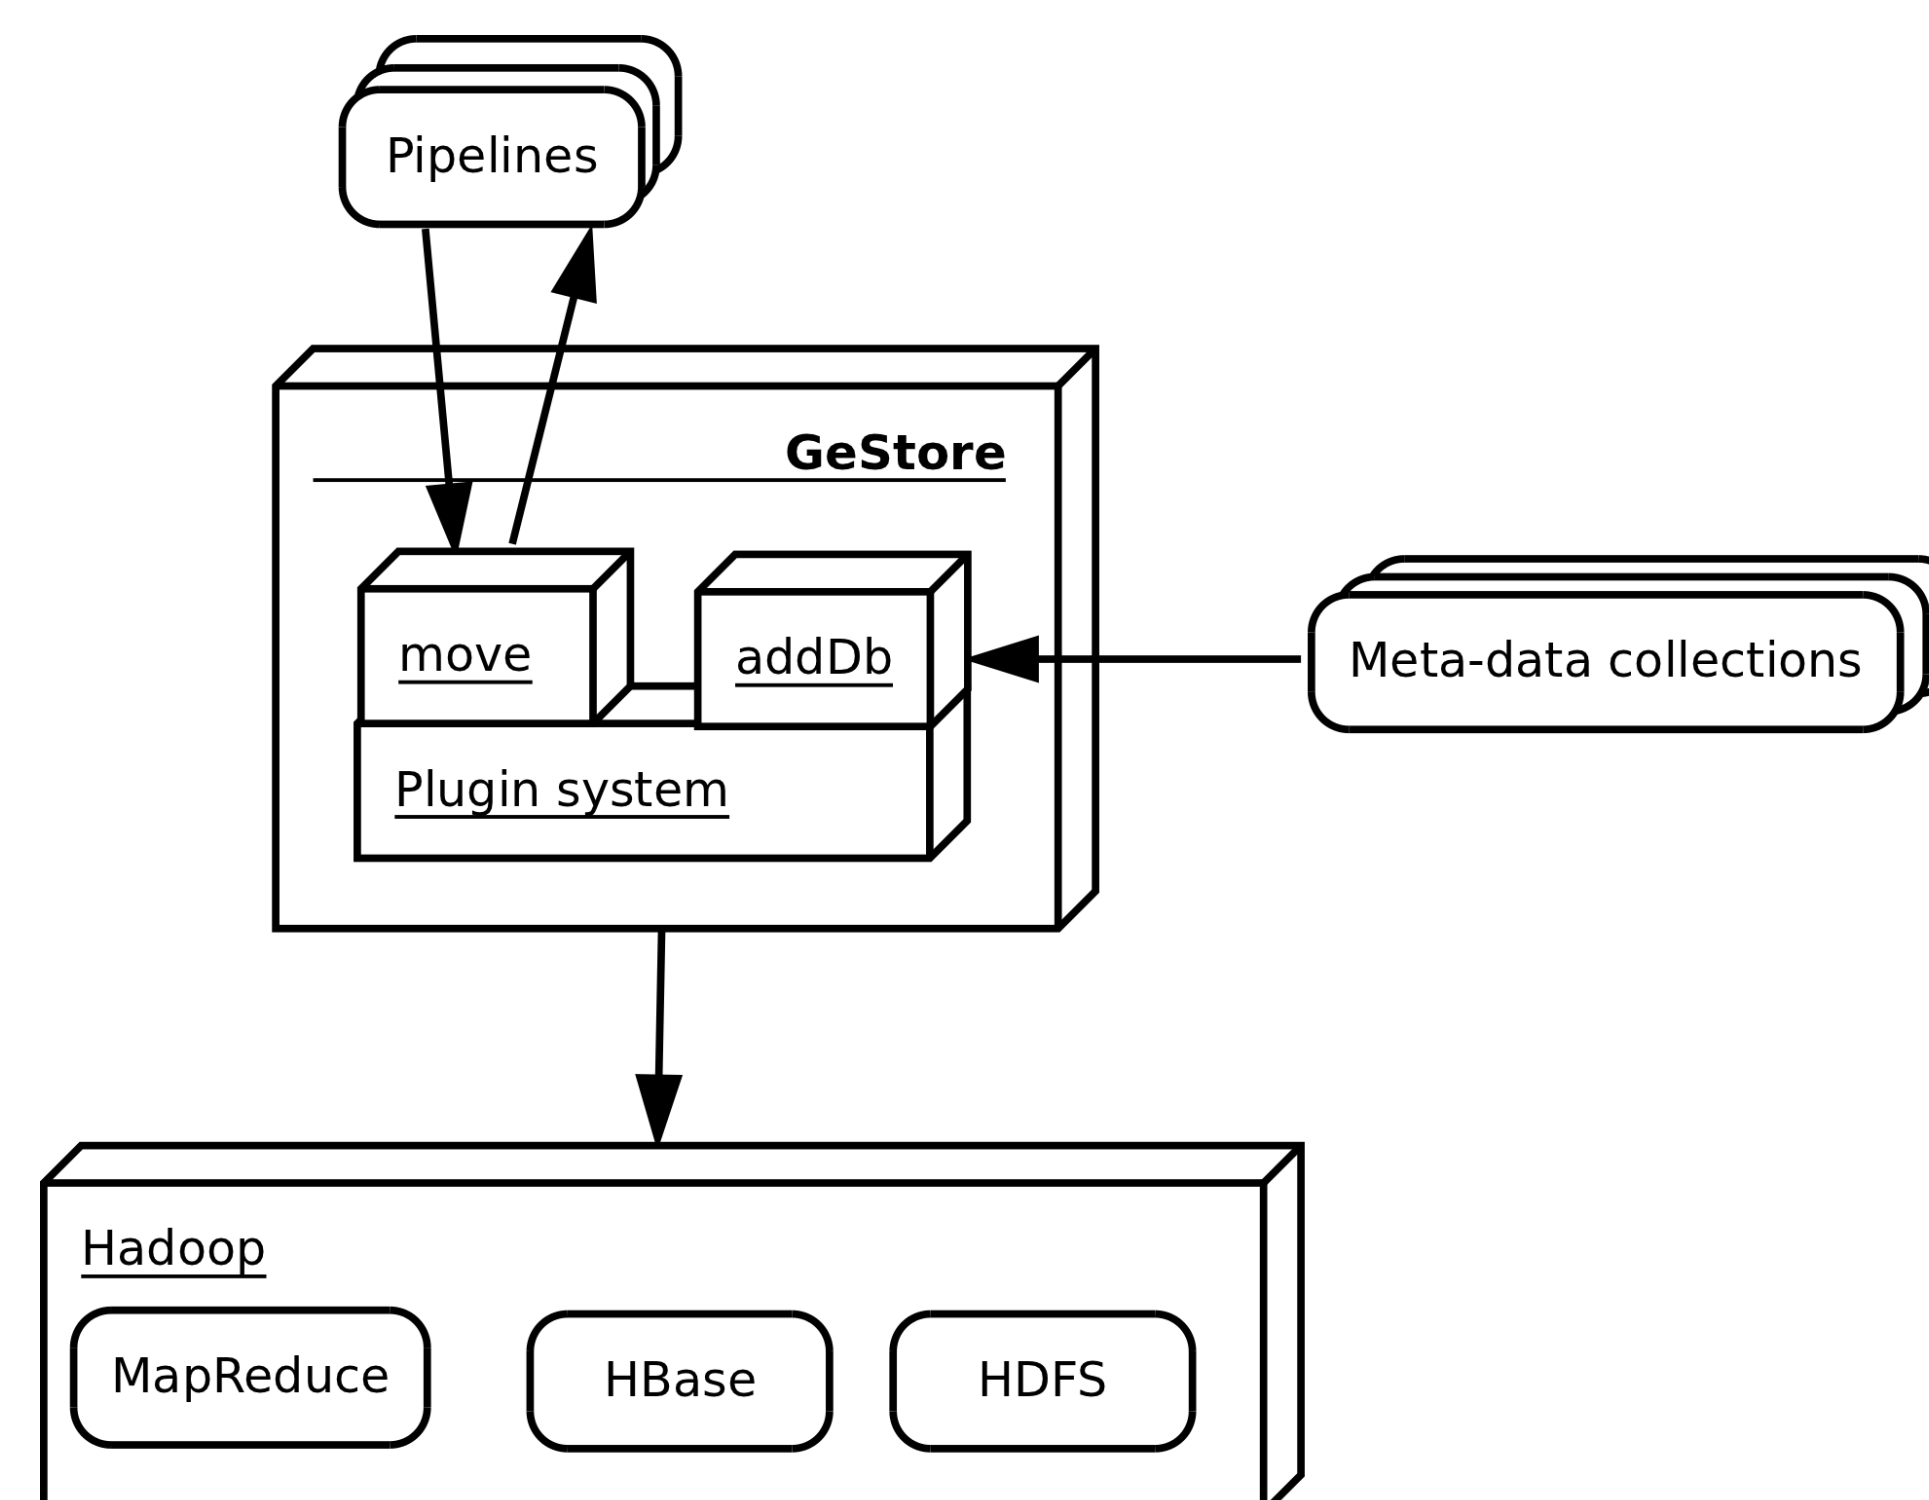 Pipelines
GeStore
move
addDb
Meta-data collections
Plugin system
Hadoop
MapReduce
HBase
HDFS